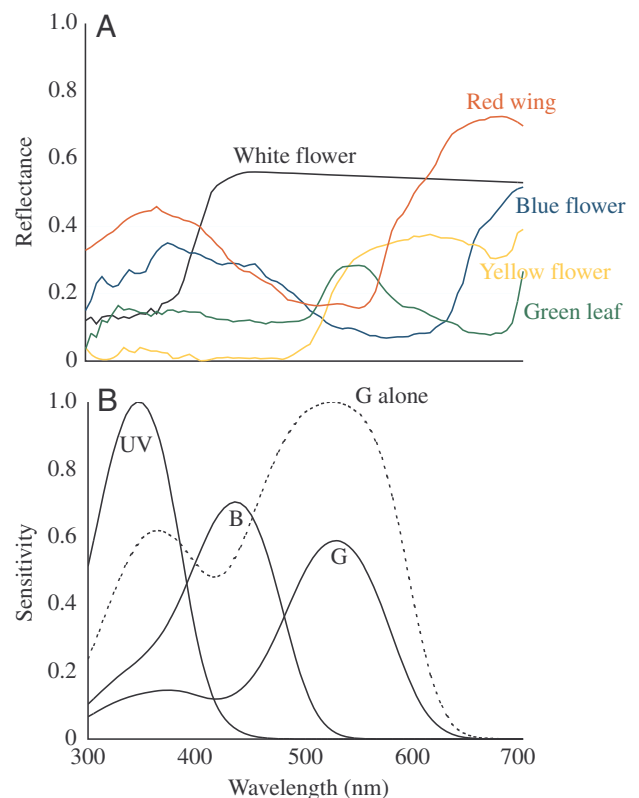 A
1.0
0.8
0.6
0.4
0.2
0
Reflectance
Red wing
White flower
Blue flower
Yellow flower
Green leaf
B
1.0
0.8
0.6
0.4
0.2
0
Sensitivity
G alone
UV
B
G
300 400 500 600 700
Wavelength (nm)